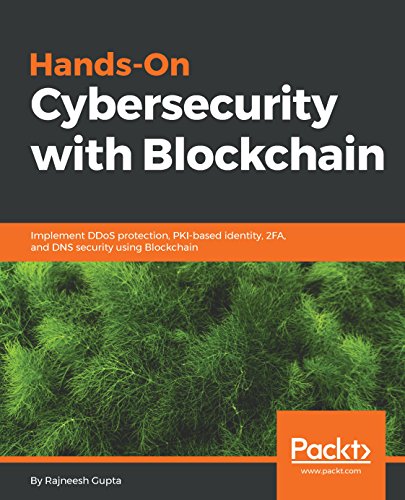 Hands-On
Cybersecurity
with Blockchain
Implement DDoS protection, PKI-based identity, 2FA,
and DNS security using Blockchain
Packt>
www.packt.com
By Rajneesh Gupta